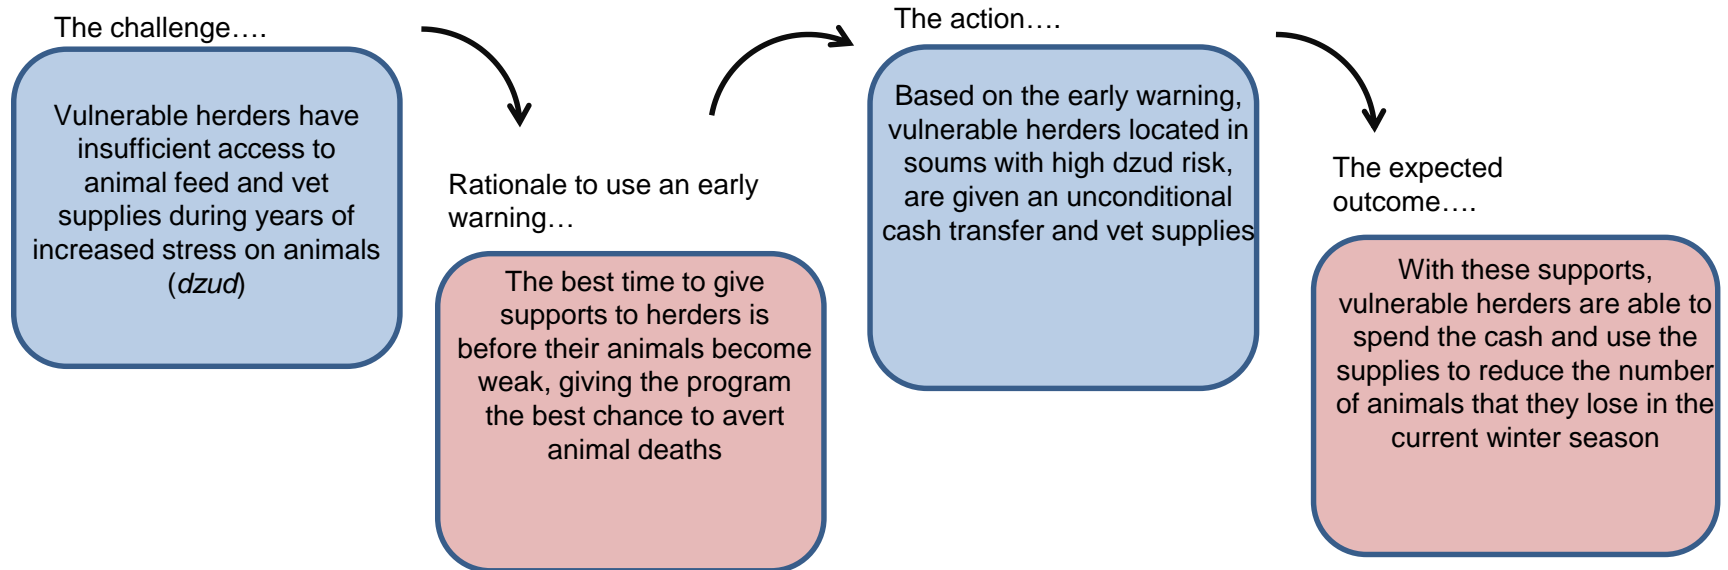 The challenge….
Vulnerable herders have
insufficient access to
animal feed and vet
supplies during years of
increased stress on animals
(dzud)
Rationale to use an early
warning…
The best time to give
supports to herders is
before their animals become
weak, giving the program
the best chance to avert
animal deaths
The action….
Based on the early warning,
vulnerable herders located in
soums with high dzud risk,
are given an unconditional
cash transfer and vet supplies
The expected
outcome….
With these supports,
vulnerable herders are able to
spend the cash and use the
supplies to reduce the number
of animals that they lose in the
current winter season